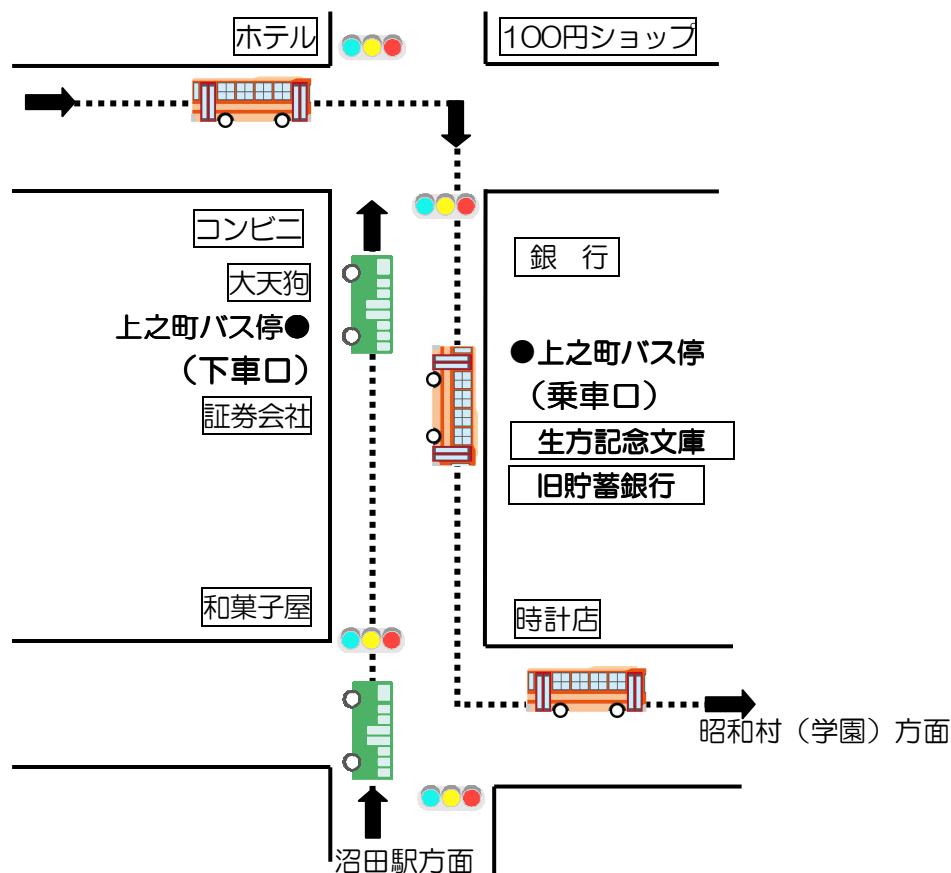 ホテル
100円ショップ
コンビニ
大天狗
上之町バス停●
（下車口）
証券会社
銀　行
●上之町バス停
（乗車口）
生方記念文庫
旧貯蓄銀行
和菓子屋
時計店
昭和村（学園）方面
沼田駅方面